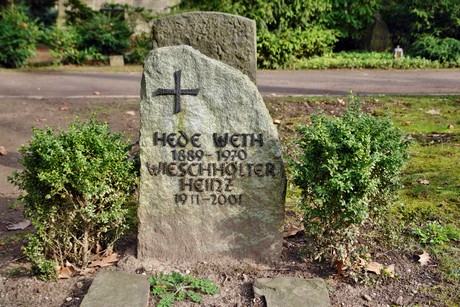 HEDE WETH
1889-1970
WIESCHHÖLTER
HEINZ
1911-2001